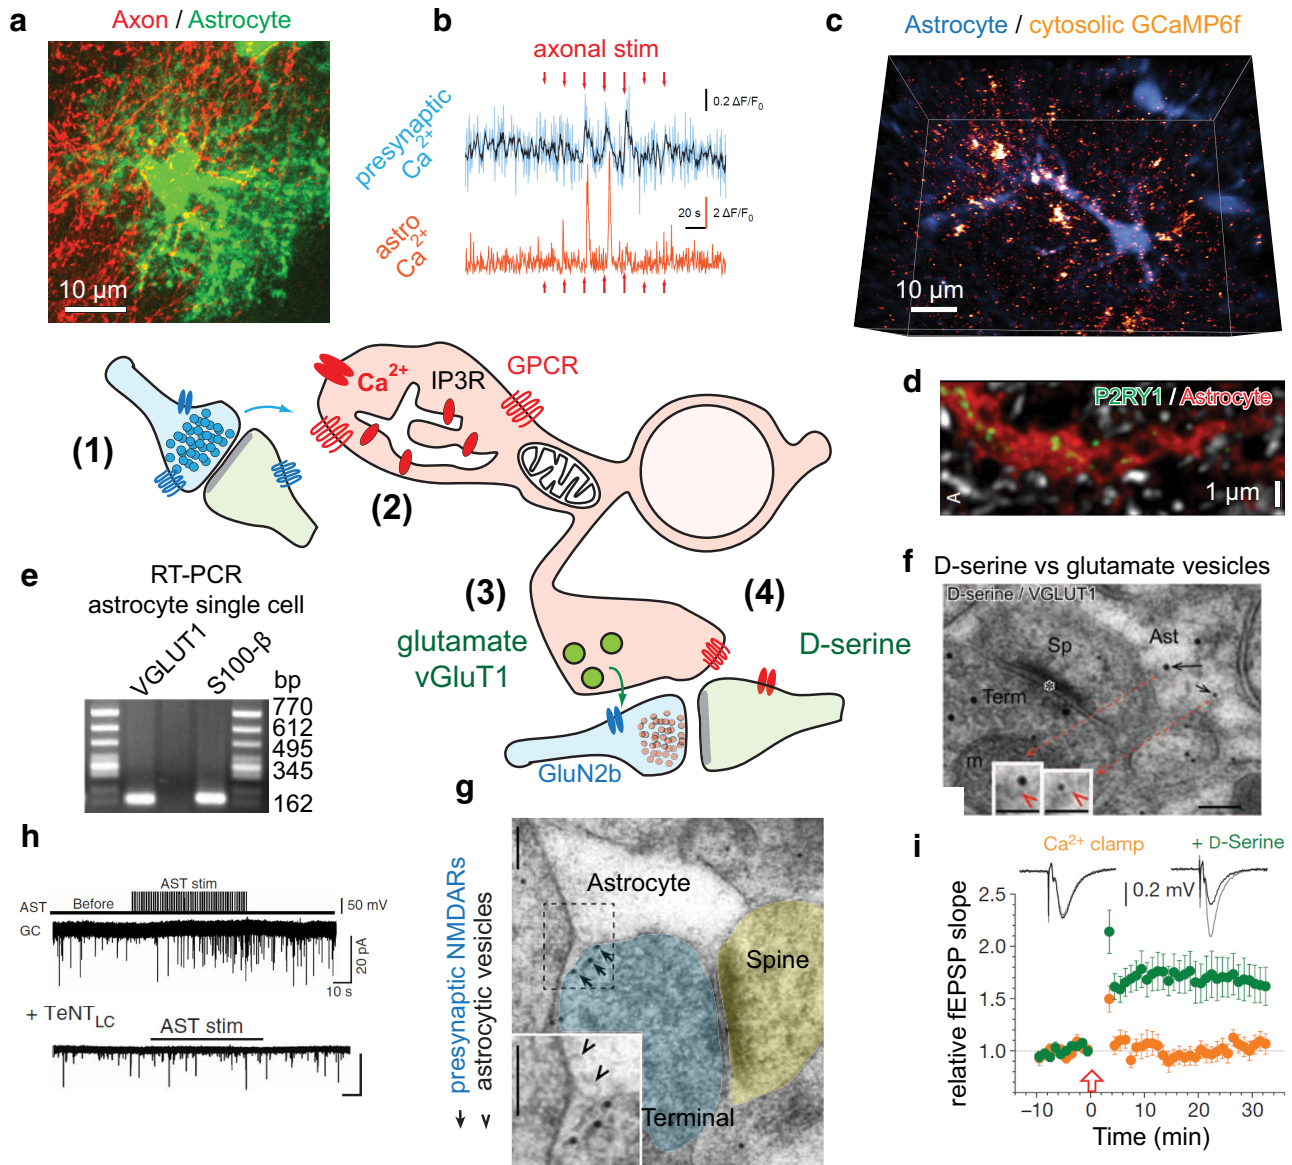 a
Axon / Astrocyte
10 µm
b
axonal stim
presynaptic
Ca2+
0.2 ΔF/F0
20 s
2 ΔF/F0
astro
Ca2+
c
Astrocyte / cytosolic GCaMP6f
10 µm
(1)
Ca2+
IP3R
GPCR
(2)
d
P2RY1 / Astrocyte
A
1 µm
e
RT-PCR
astrocyte single cell
VGLUT1
S100-β
bp
770
612
495
345
162
(3)
glutamate
vGluT1
(4)
D-serine
GluN2b
f
D-serine vs glutamate vesicles
D-serine / VGLUT1
Sp
Ast
Term
m
g
presynaptic NMDARs
astrocytic vesicles
Astrocyte
Spine
Terminal
h
AST stim
Before
AST
50 mV
GC
20 pA
10 s
+ TeNTLC
AST stim
i
Ca2+ clamp
+ D-Serine
0.2 mV
relative fEPSP slope
2.5
2.0
1.5
1.0
−10
0
10
20
30
Time (min)